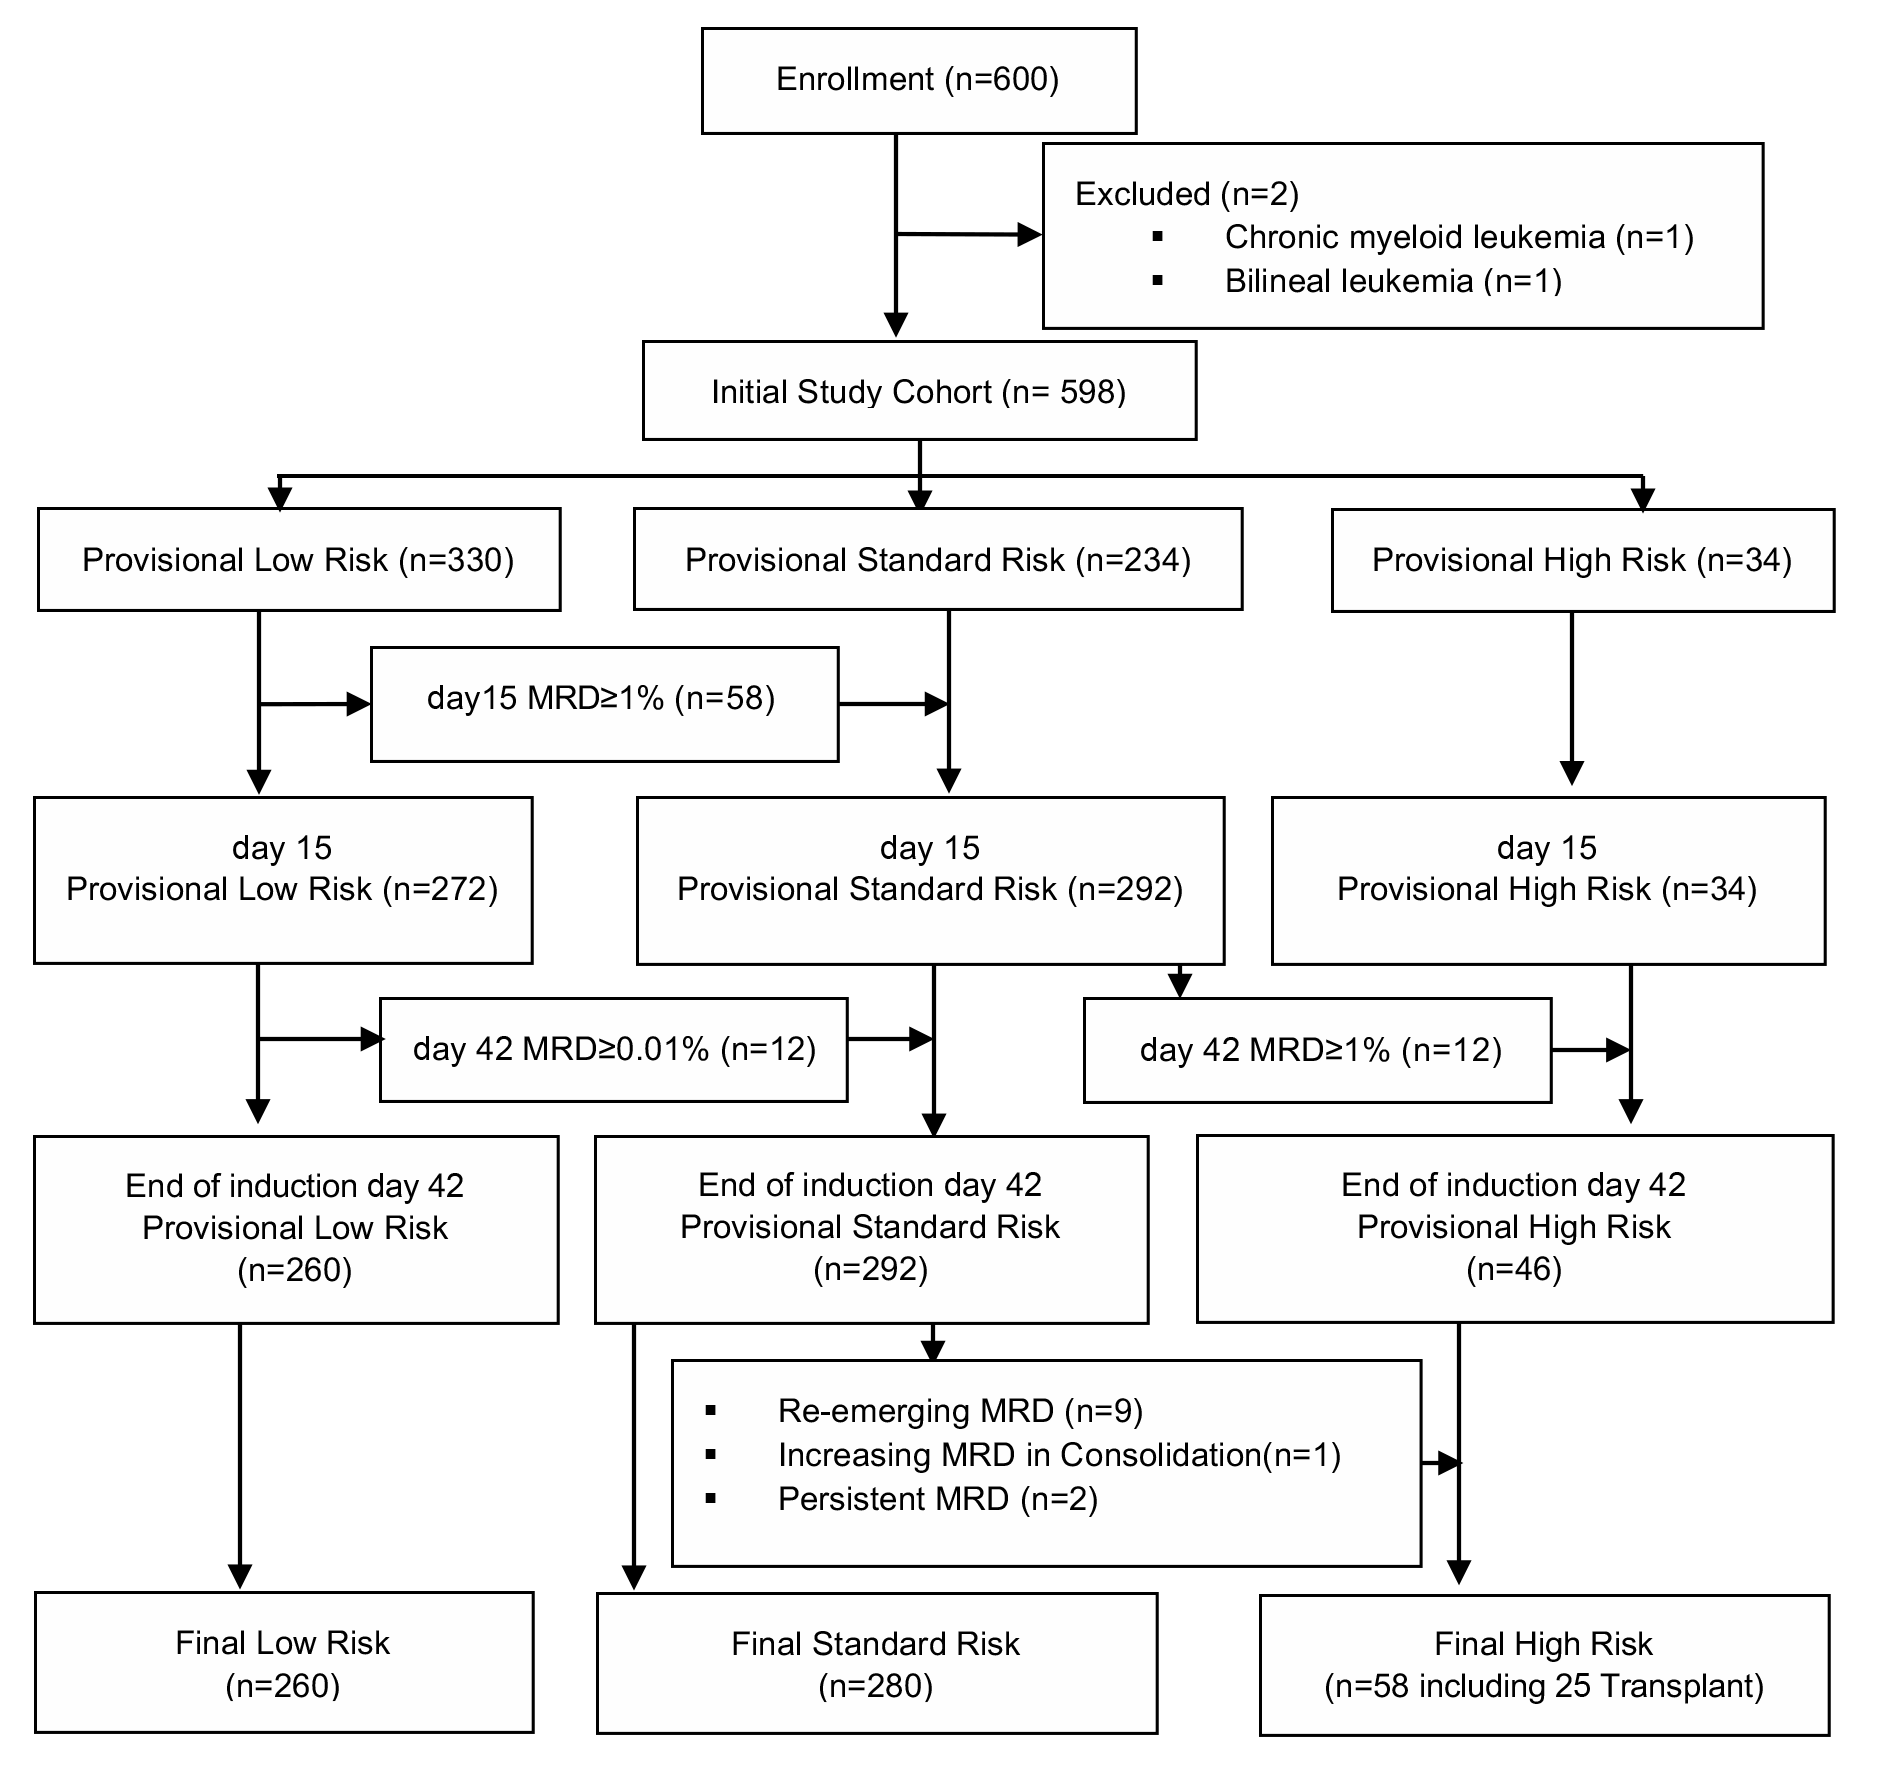 Enrollment (n=600)
Excluded (n=2)
▪ Chronic myeloid leukemia (n=1)
▪ Bilineal leukemia (n=1)
Initial Study Cohort (n= 598)
Provisional Low Risk (n=330)
Provisional Standard Risk (n=234)
Provisional High Risk (n=34)
day15 MRD≥1% (n=58)
day 15
Provisional Low Risk (n=272)
day 15
Provisional Standard Risk (n=292)
day 15
Provisional High Risk (n=34)
day 42 MRD≥0.01% (n=12)
day 42 MRD≥1% (n=12)
End of induction day 42
Provisional Low Risk
(n=260)
End of induction day 42
Provisional Standard Risk
(n=292)
End of induction day 42
Provisional High Risk
(n=46)
▪ Re-emerging MRD (n=9)
▪ Increasing MRD in Consolidation(n=1)
▪ Persistent MRD (n=2)
Final Low Risk
(n=260)
Final Standard Risk
(n=280)
Final High Risk
(n=58 including 25 Transplant)